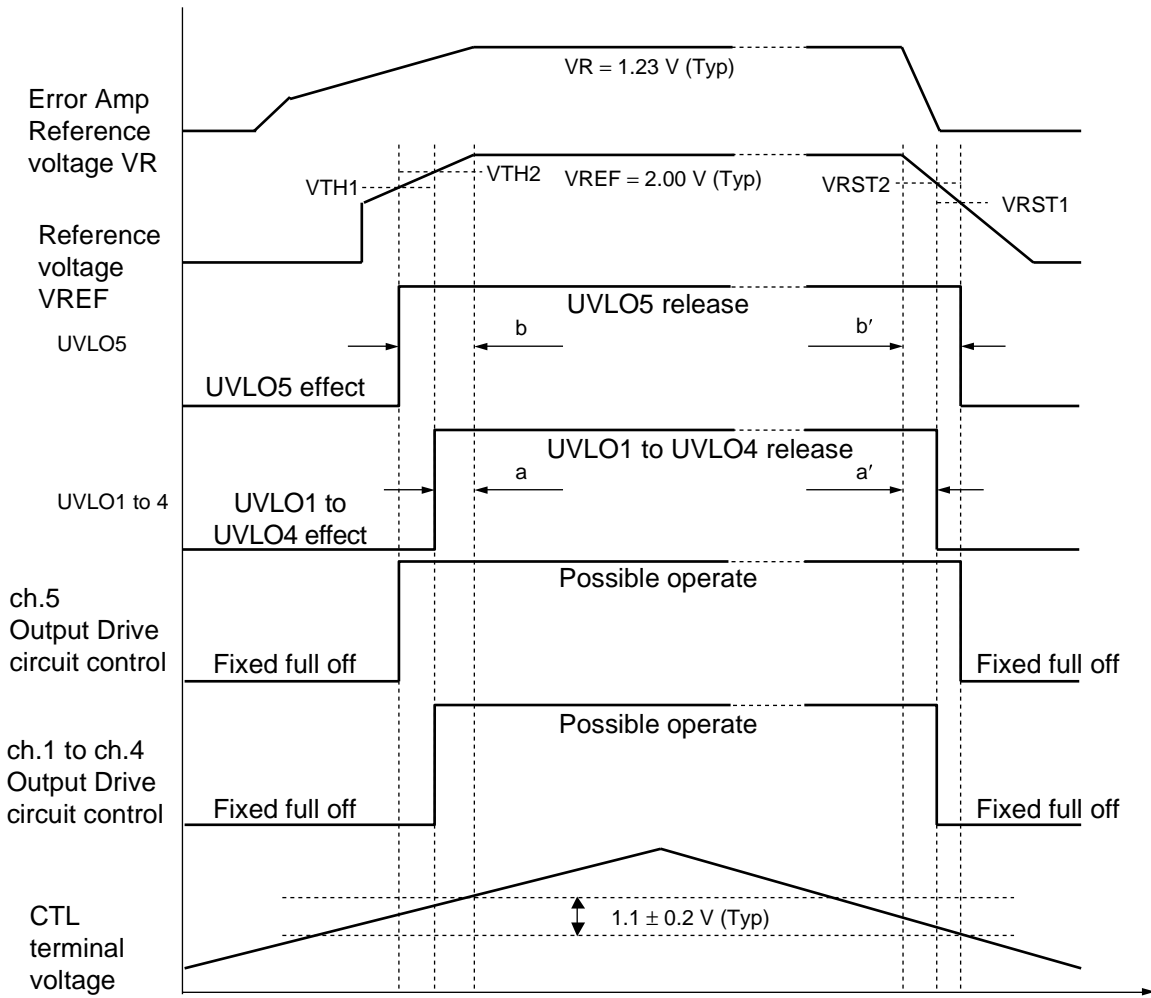 VR = 1.23 V (Typ)
Error Amp
Reference
voltage VR
VTH1
VTH2
VREF = 2.00 V (Typ)
VRST2
VRST1
Reference
voltage
VREF
UVLO5 release
UVLO5
b
b′
UVLO5 effect
UVLO1 to UVLO4 release
UVLO1 to 4
a
a′
UVLO1 to
UVLO4 effect
Possible operate
ch.5
Output Drive
circuit control
Fixed full off
Fixed full off
Possible operate
ch.1 to ch.4
Output Drive
circuit control
Fixed full off
Fixed full off
CTL
terminal
voltage
1.1 ± 0.2 V (Typ)